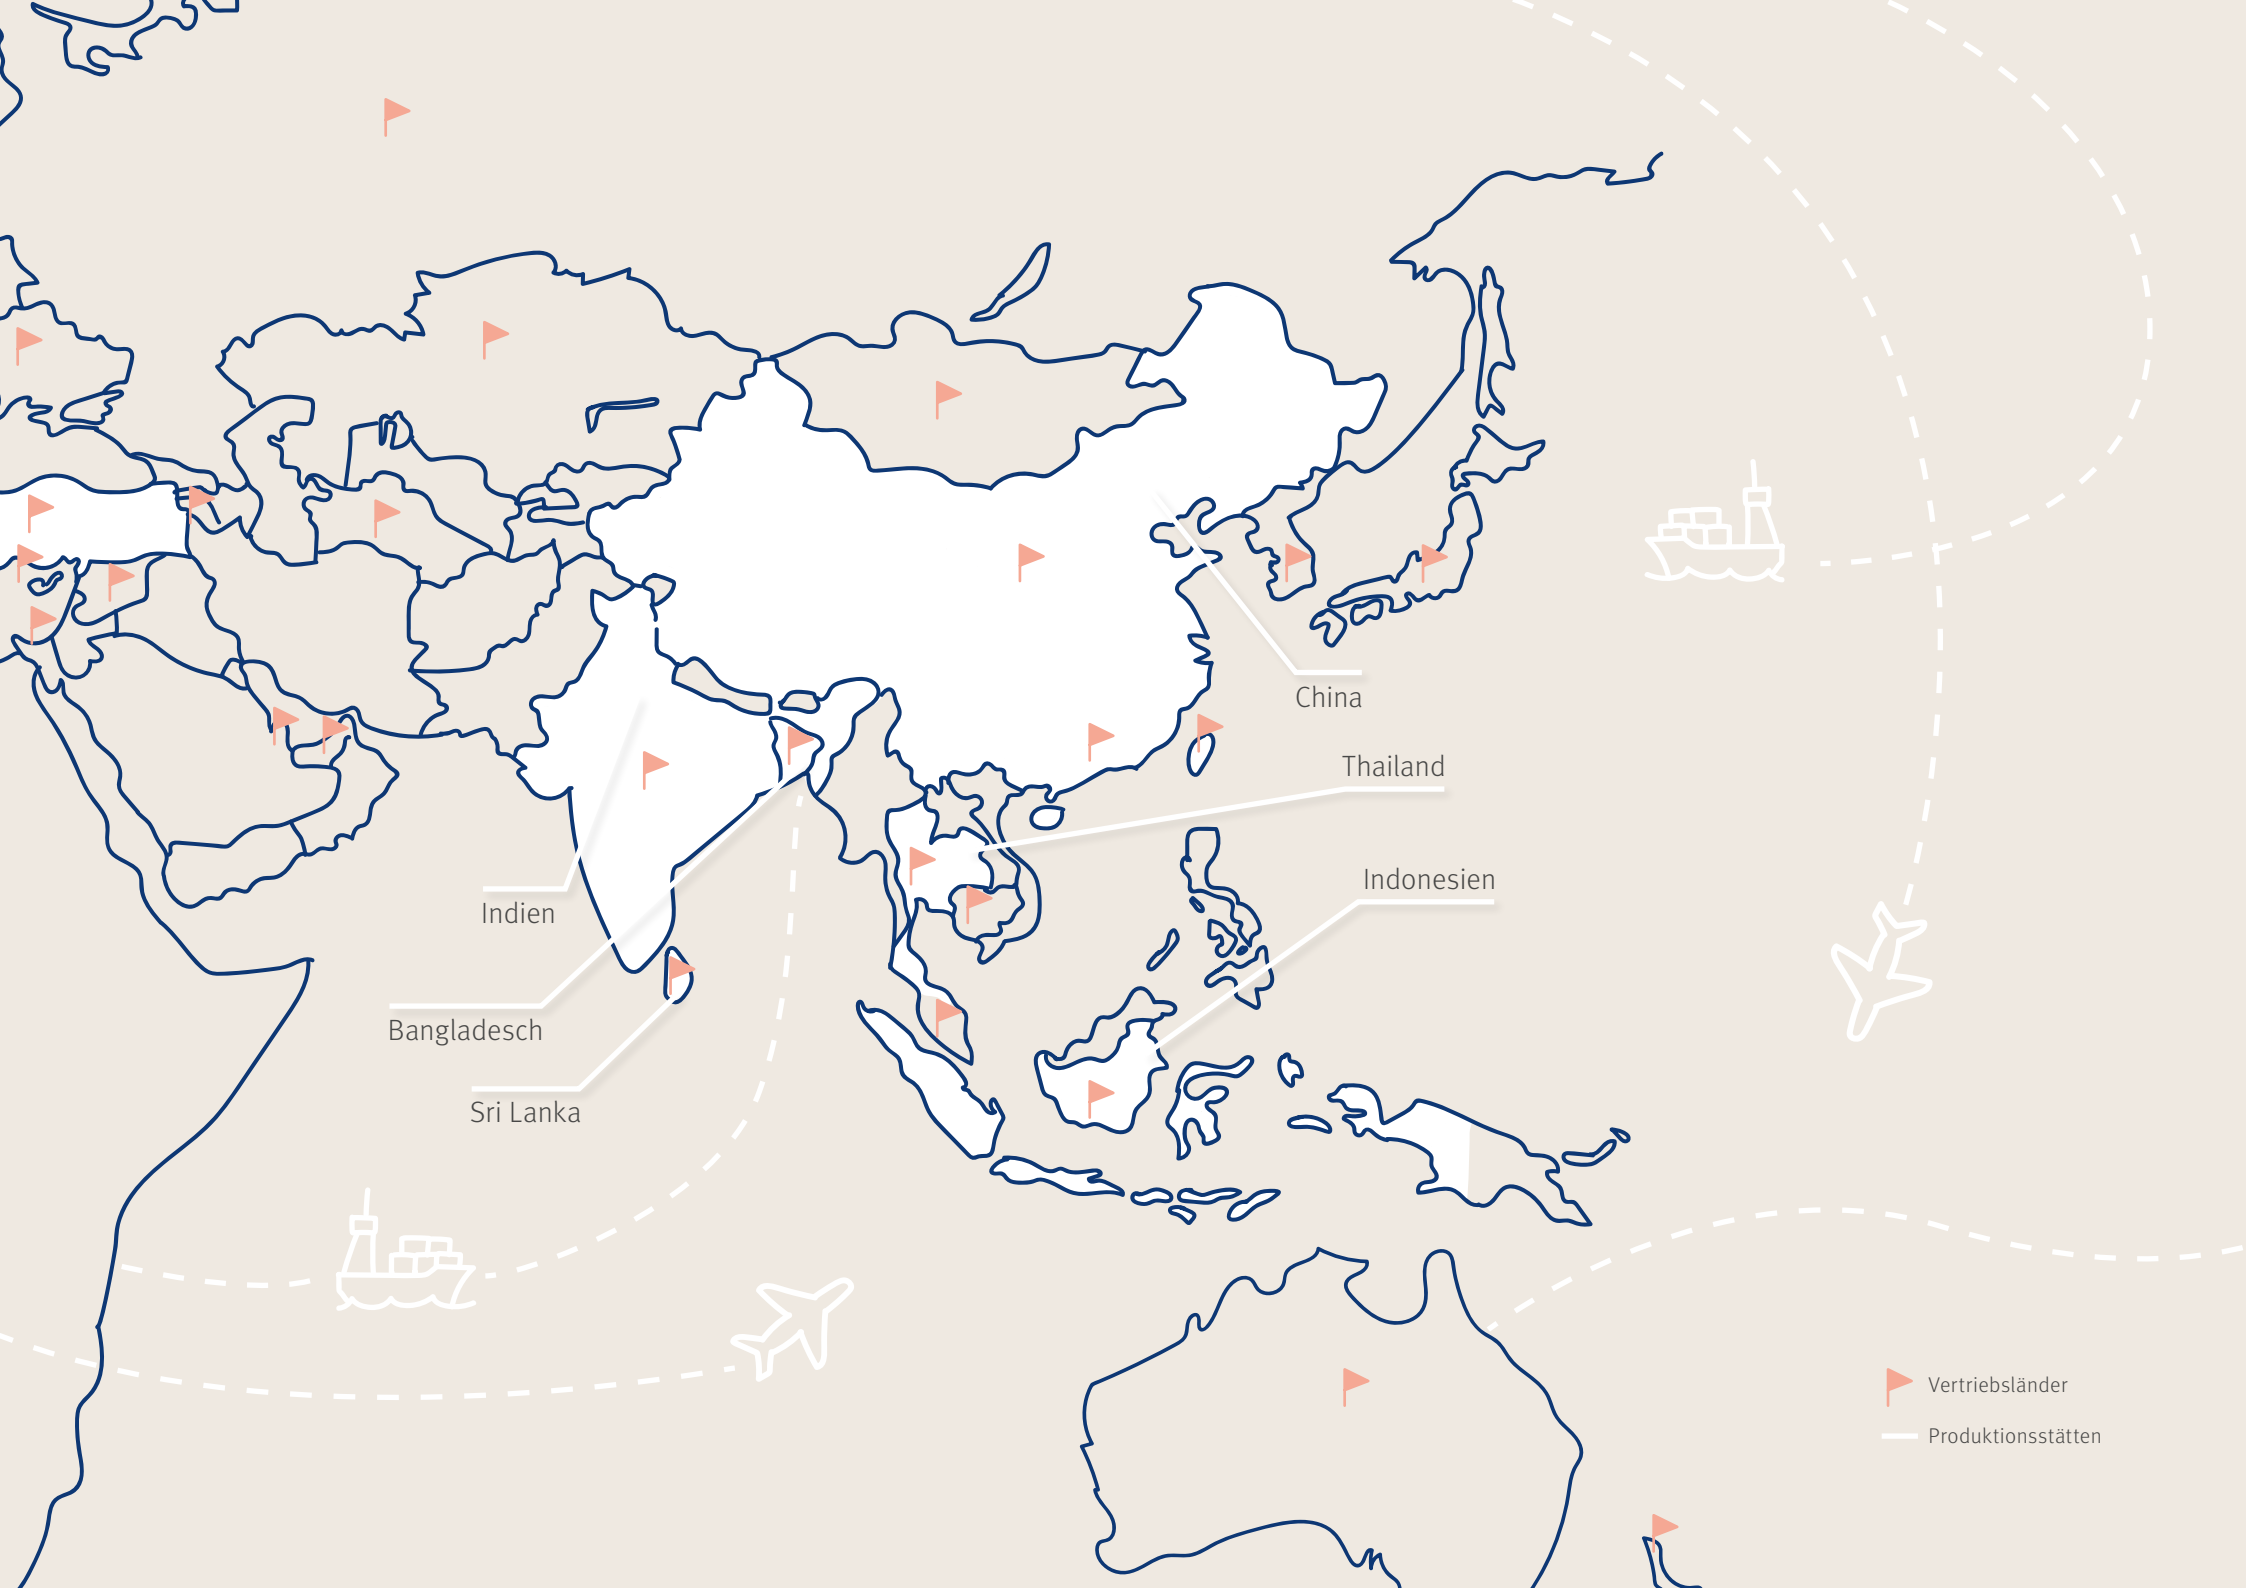 China
Thailand
Indonesien
Indien
Bangladesch
Sri Lanka
Vertriebsländer
Produktionsstätten